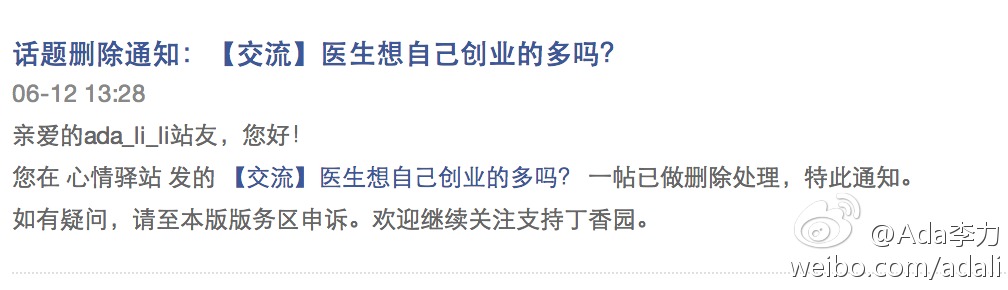 话题删除通知：【交流】医生想自己创业的多吗？
06-12 13:28
亲爱的ada_li_li站友，您好！
您在 心情驿站 发的 【交流】医生想自己创业的多吗？ 一帖已做删除处理，特此通知。
如有疑问，请至本版版务区申诉。欢迎继续关注支持丁香园。
@Ada李力
weibo.com/adali